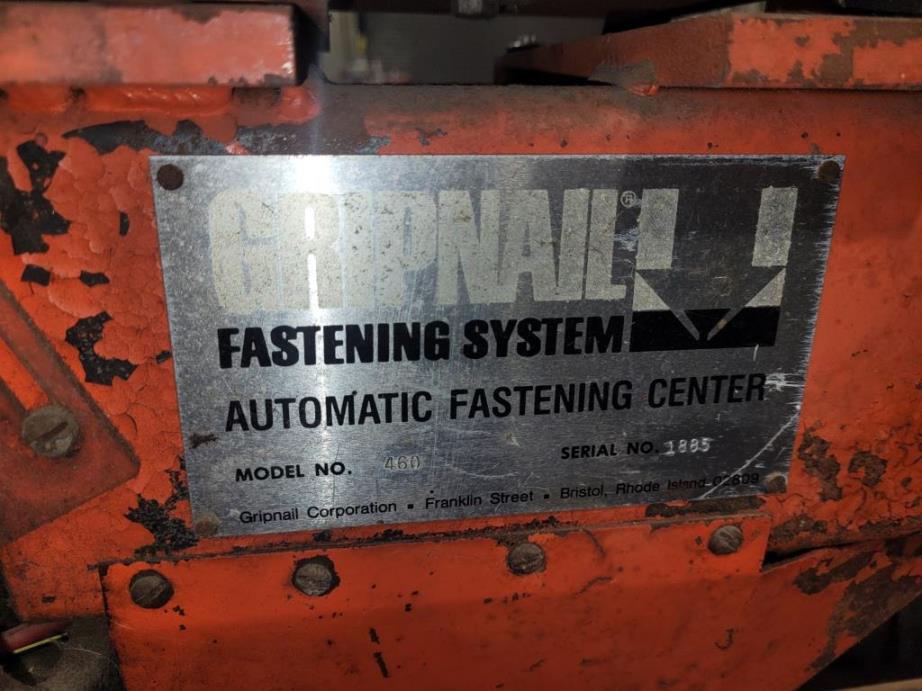 GRIPNAIL®
FASTENING SYSTEM
AUTOMATIC FASTENING CENTER
MODEL NO. 460 SERIAL NO. 1885
Gripnail Corporation ▪ Franklin Street ▪ Bristol, Rhode Island 02809